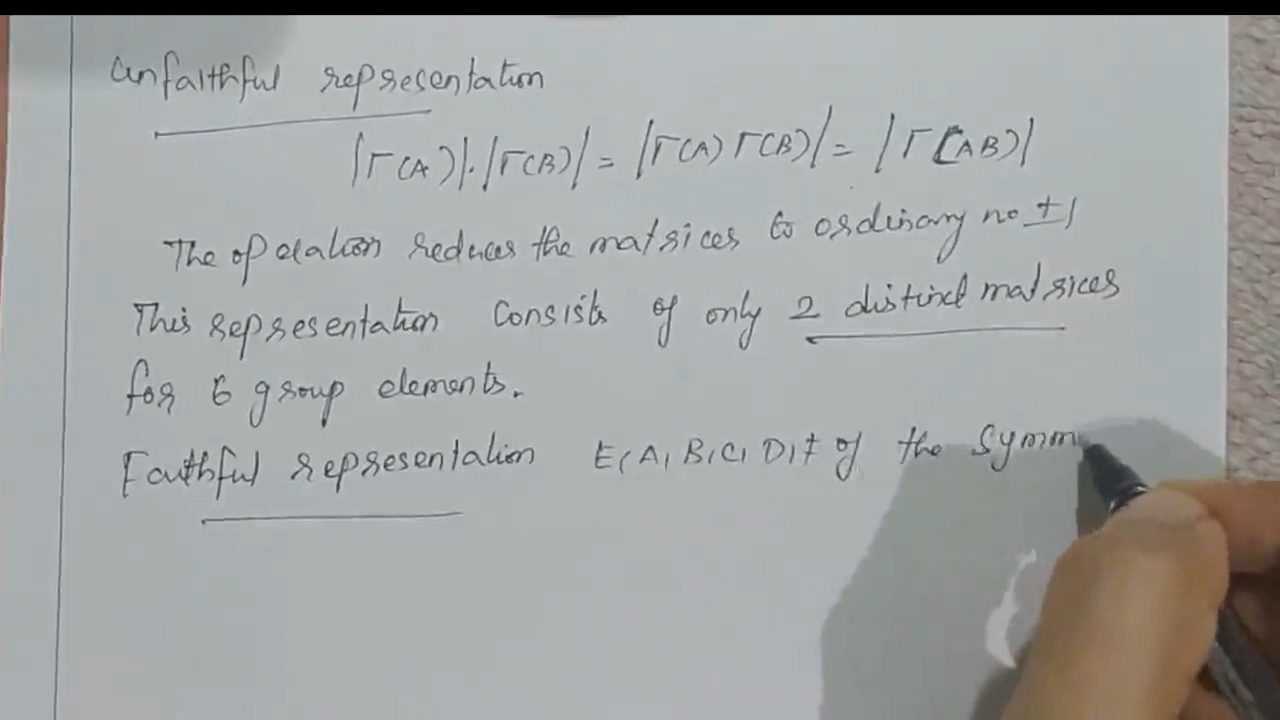 Unfaithful representation
|Γ(A)|.|Γ(B)| = |Γ(A) Γ(B)| = |Γ(AB)|
The operation reduces the matrices to ordinary no ±1
This representation consists of only 2 distinct matrices
for 6 group elements.
Faithful representation E, A, B, C, D, F of the Symm